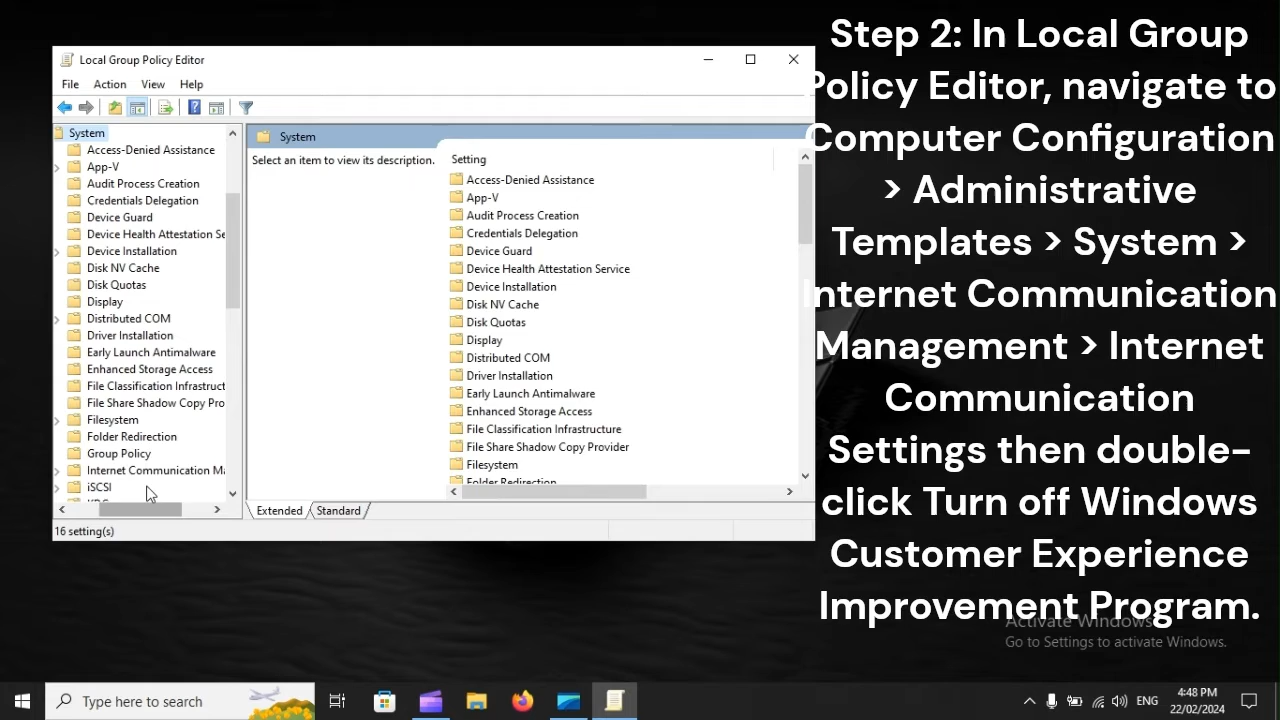 Local Group Policy Editor
File Action View Help
System
Access-Denied Assistance
App-V
Audit Process Creation
Credentials Delegation
Device Guard
Device Health Attestation Se
Device Installation
Disk NV Cache
Disk Quotas
Display
Distributed COM
Driver Installation
Early Launch Antimalware
Enhanced Storage Access
File Classification Infrastruct
File Share Shadow Copy Pro
Filesystem
Folder Redirection
Group Policy
Internet Communication Ma
iSCSI
System
Select an item to view its description.
Setting
Access-Denied Assistance
App-V
Audit Process Creation
Credentials Delegation
Device Guard
Device Health Attestation Service
Device Installation
Disk NV Cache
Disk Quotas
Display
Distributed COM
Driver Installation
Early Launch Antimalware
Enhanced Storage Access
File Classification Infrastructure
File Share Shadow Copy Provider
Filesystem
Folder Redirection
Extended Standard
16 setting(s)
Step 2: In Local Group
Policy Editor, navigate to
Computer Configuration
> Administrative
Templates > System >
Internet Communication
Management > Internet
Communication
Settings then double-
click Turn off Windows
Customer Experience
Improvement Program.
Activate Windows
Go to Settings to activate Windows.
Type here to search
ENG
4:48 PM
22/02/2024